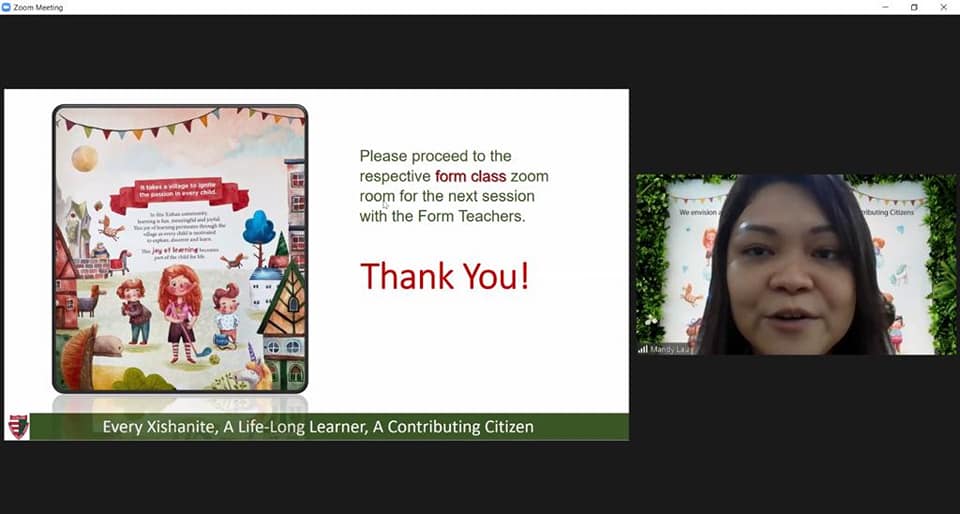 Zoom Meeting
It takes a village to ignite
the passion in every child.
In this Xishan community,
learning is fun, meaningful and joyful.
This joy of learning permeates through the
village as every child is motivated
to explore, discover and learn.
This joy of learning becomes
part of the child for life.
Please proceed to the
respective form class zoom
room for the next session
with the Form Teachers.
Thank You!
Every Xishanite, A Life-Long Learner, A Contributing Citizen
We envision
ontributing Citizens
Mandy Lau